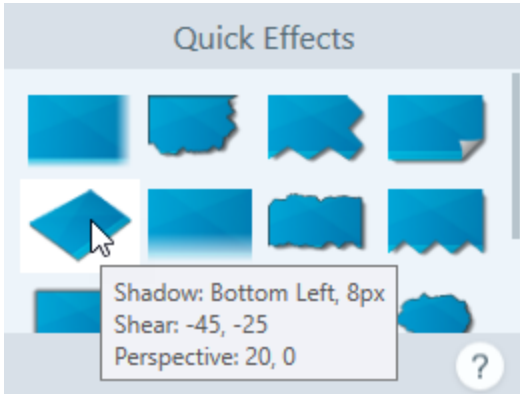 Quick Effects
Shadow: Bottom Left, 8px
Shear: -45, -25
Perspective: 20, 0
?